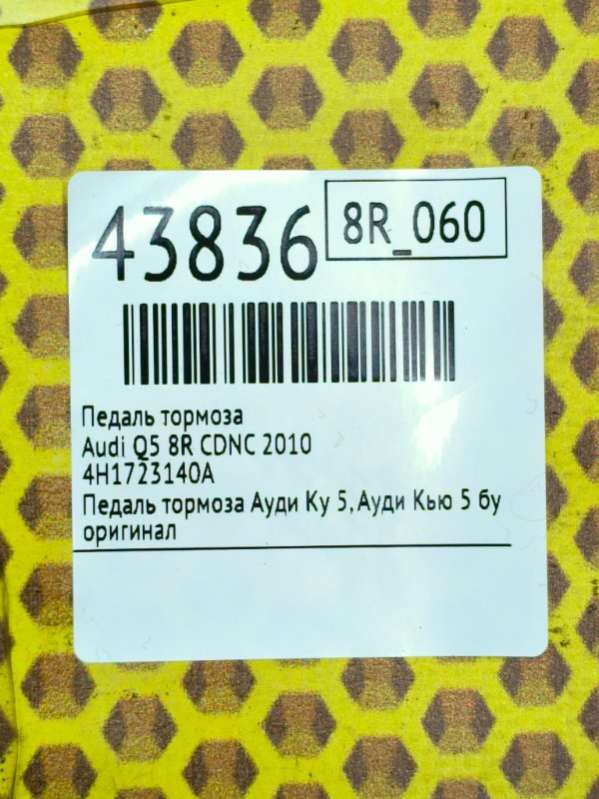 43836
8R_060
Педаль тормоза
Audi Q5 8R CDNC 2010
4H1723140A
Педаль тормоза Ауди Ку 5, Ауди Кью 5 бу
оригинал